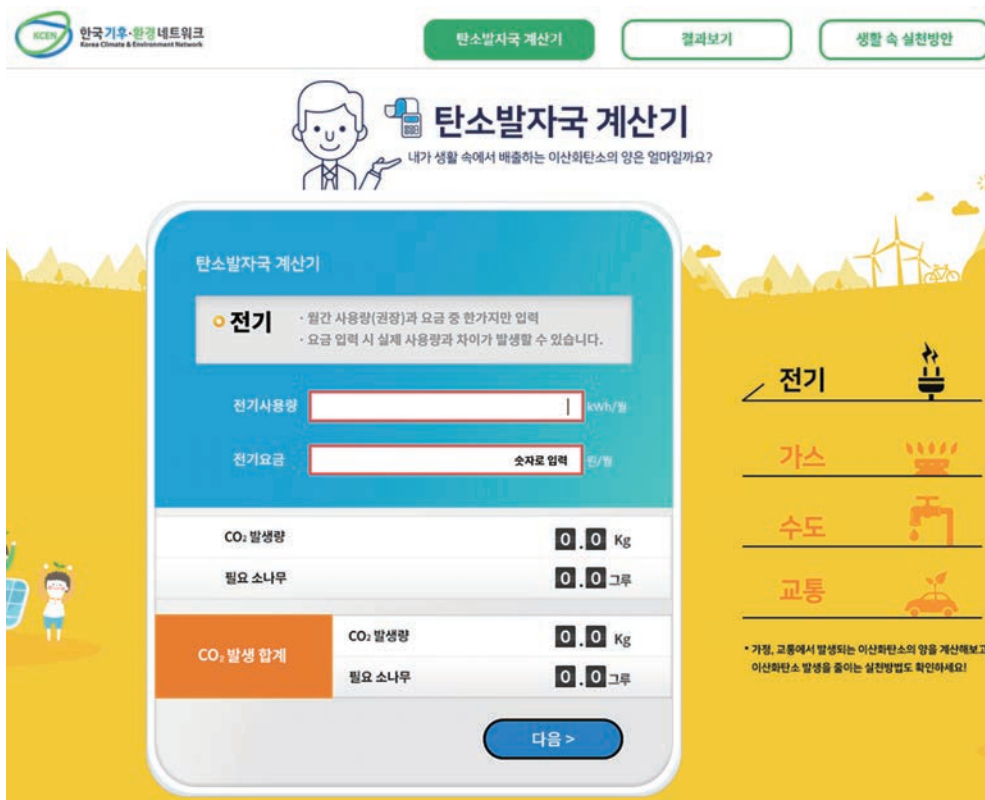 KCEN
한국기후·환경네트워크
Korea Climate & Environment Network
탄소발자국 계산기
결과보기
생활 속 실천방안
탄소발자국 계산기
내가 생활 속에서 배출하는 이산화탄소의 양은 얼마일까요?
탄소발자국 계산기
전기
· 월간 사용량(권장)과 요금 중 한가지만 입력
· 요금 입력 시 실제 사용량과 차이가 발생할 수 있습니다.
전기사용량 kwh/월
전기요금 숫자로 입력 원/월
CO₂ 발생량 0.0 Kg
필요 소나무 0.0 그루
CO₂ 발생 합계
CO₂ 발생량 0.0 Kg
필요 소나무 0.0 그루
다음 >
전기
가스
수도
교통
* 가정, 교통에서 발생되는 이산화탄소의 양을 계산해보고
이산화탄소 발생을 줄이는 실천방법도 확인하세요!